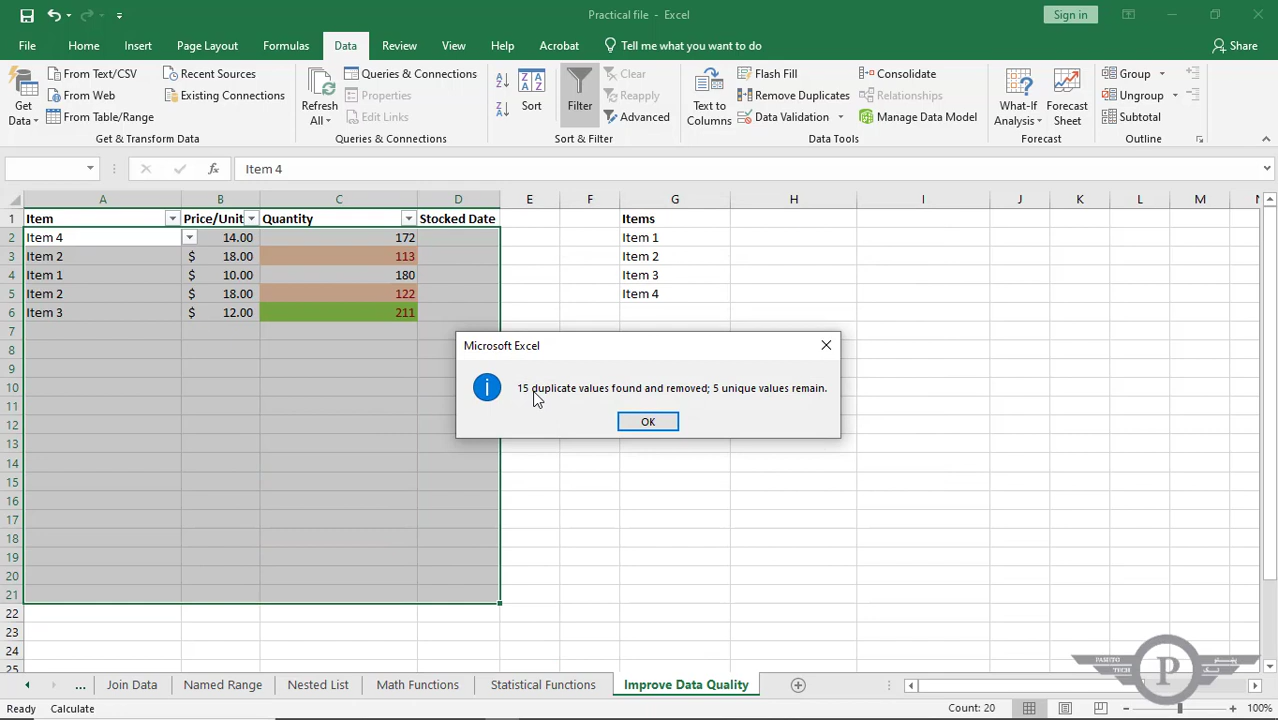 Practical file - Excel
Sign in
File Home Insert Page Layout Formulas Data Review View Help Acrobat Tell me what you want to do Share
From Text/CSV Recent Sources Queries & Connections Clear Flash Fill Consolidate Group
From Web Existing Connections Properties Reapply Remove Duplicates Relationships Ungroup
From Table/Range Edit Links Advanced Data Validation Manage Data Model Subtotal
Get Data
Refresh All
Sort
Filter
Text to Columns
What-If Analysis
Forecast Sheet
Get & Transform Data Queries & Connections Sort & Filter Data Tools Forecast Outline
fx Item 4
A B C D E F G H I J K L M N
1 Item Price/Unit Quantity Stocked Date Items
2 Item 4 14.00 172 Item 1
3 Item 2 $ 18.00 113 Item 2
4 Item 1 $ 10.00 180 Item 3
5 Item 2 $ 18.00 122 Item 4
6 Item 3 $ 12.00 211
7
8
9
10
11
12
13
14
15
16
17
18
19
20
21
22
23
24
25
Microsoft Excel
15 duplicate values found and removed; 5 unique values remain.
OK
... Join Data Named Range Nested List Math Functions Statistical Functions Improve Data Quality
Ready Calculate Count: 20 100%
PASHTO TECH P